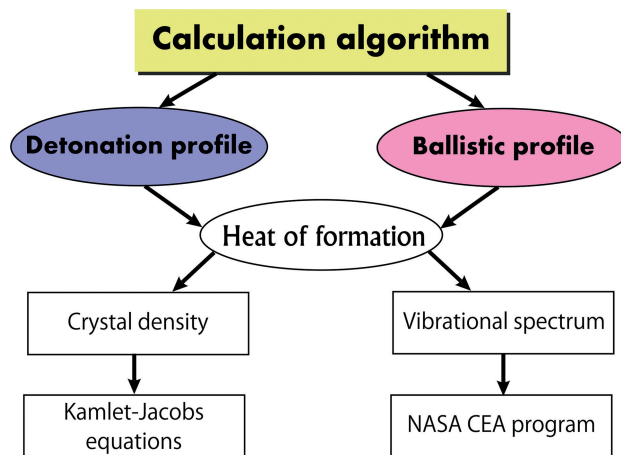 Calculation algorithm
Detonation profile
Ballistic profile
Heat of formation
Crystal density
Vibrational spectrum
Kamlet-Jacobs
equations
NASA CEA program